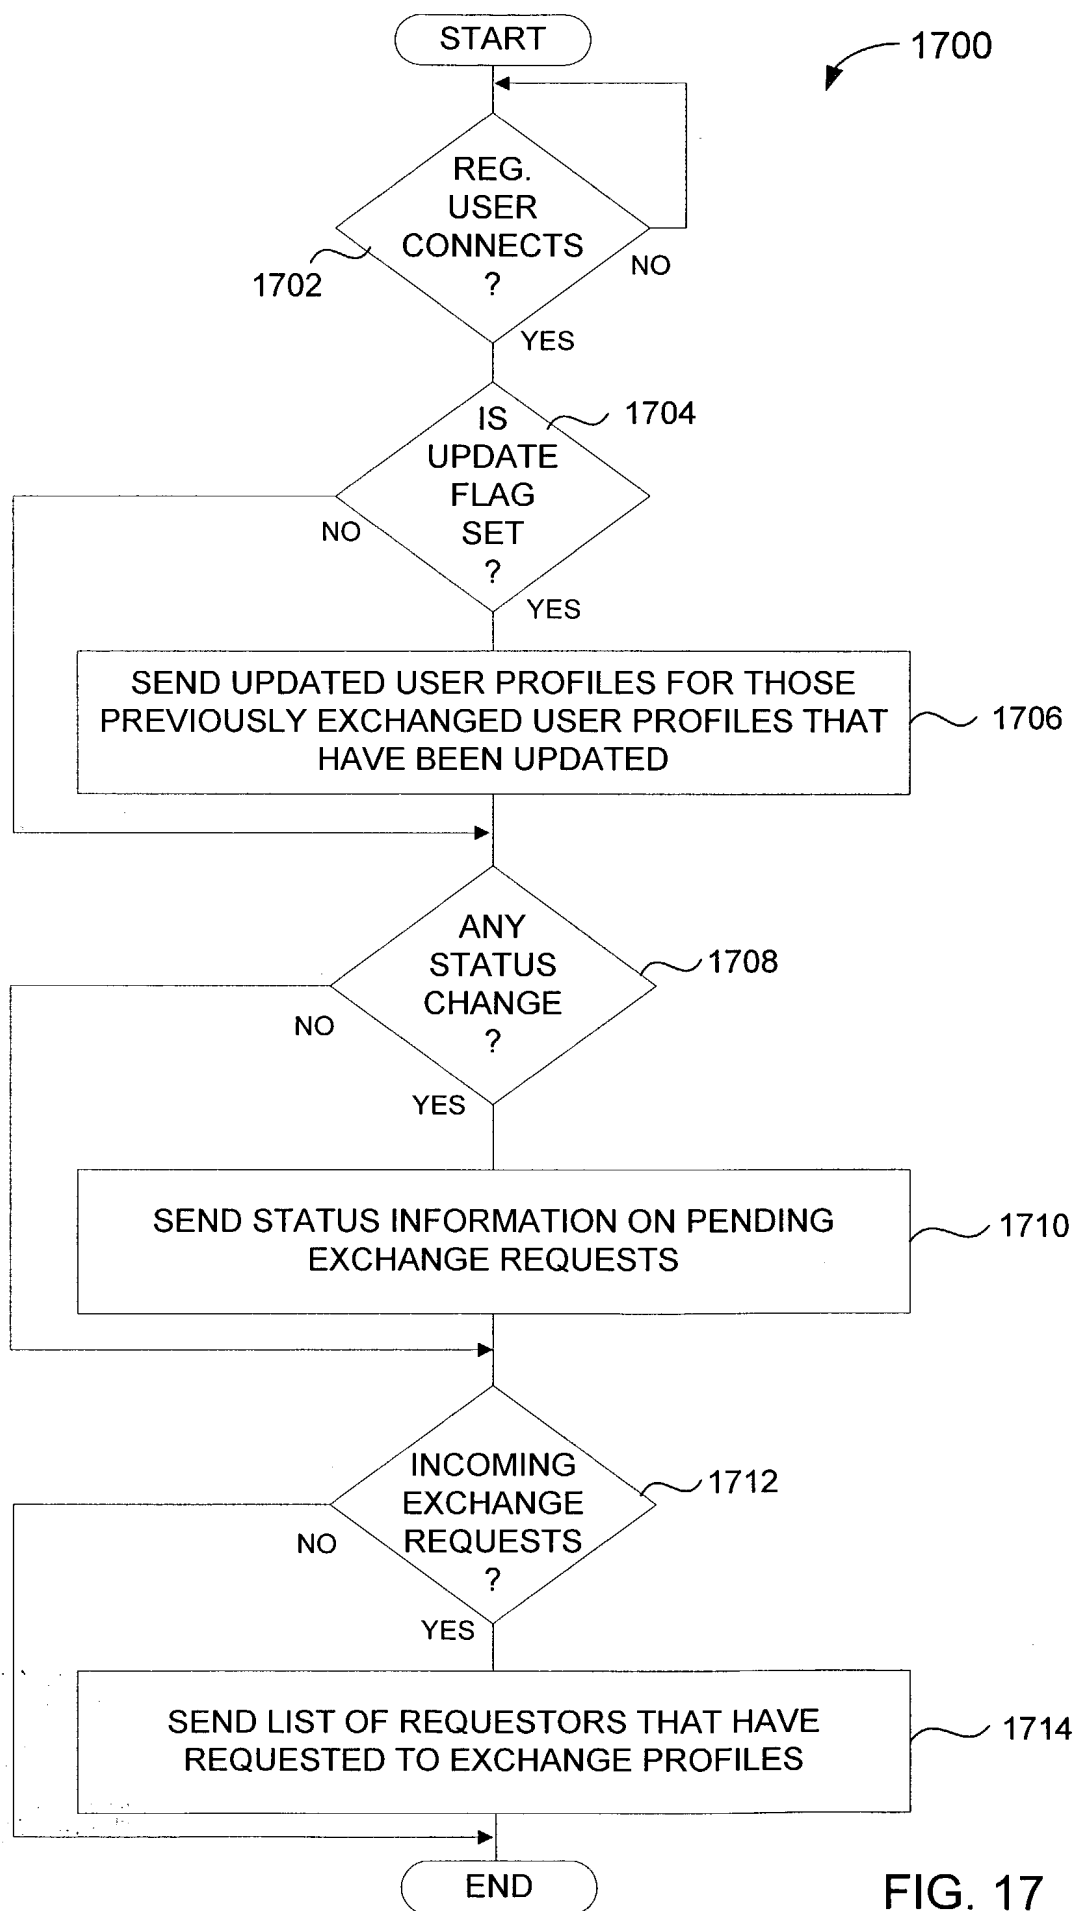 START
1700
REG.
USER
CONNECTS
?
NO
1702
YES
IS
UPDATE
FLAG
SET
?
1704
NO
YES
SEND UPDATED USER PROFILES FOR THOSE
PREVIOUSLY EXCHANGED USER PROFILES THAT
HAVE BEEN UPDATED
1706
ANY
STATUS
CHANGE
?
1708
NO
YES
SEND STATUS INFORMATION ON PENDING
EXCHANGE REQUESTS
1710
INCOMING
EXCHANGE
REQUESTS
?
1712
NO
YES
SEND LIST OF REQUESTORS THAT HAVE
REQUESTED TO EXCHANGE PROFILES
1714
END
FIG. 17